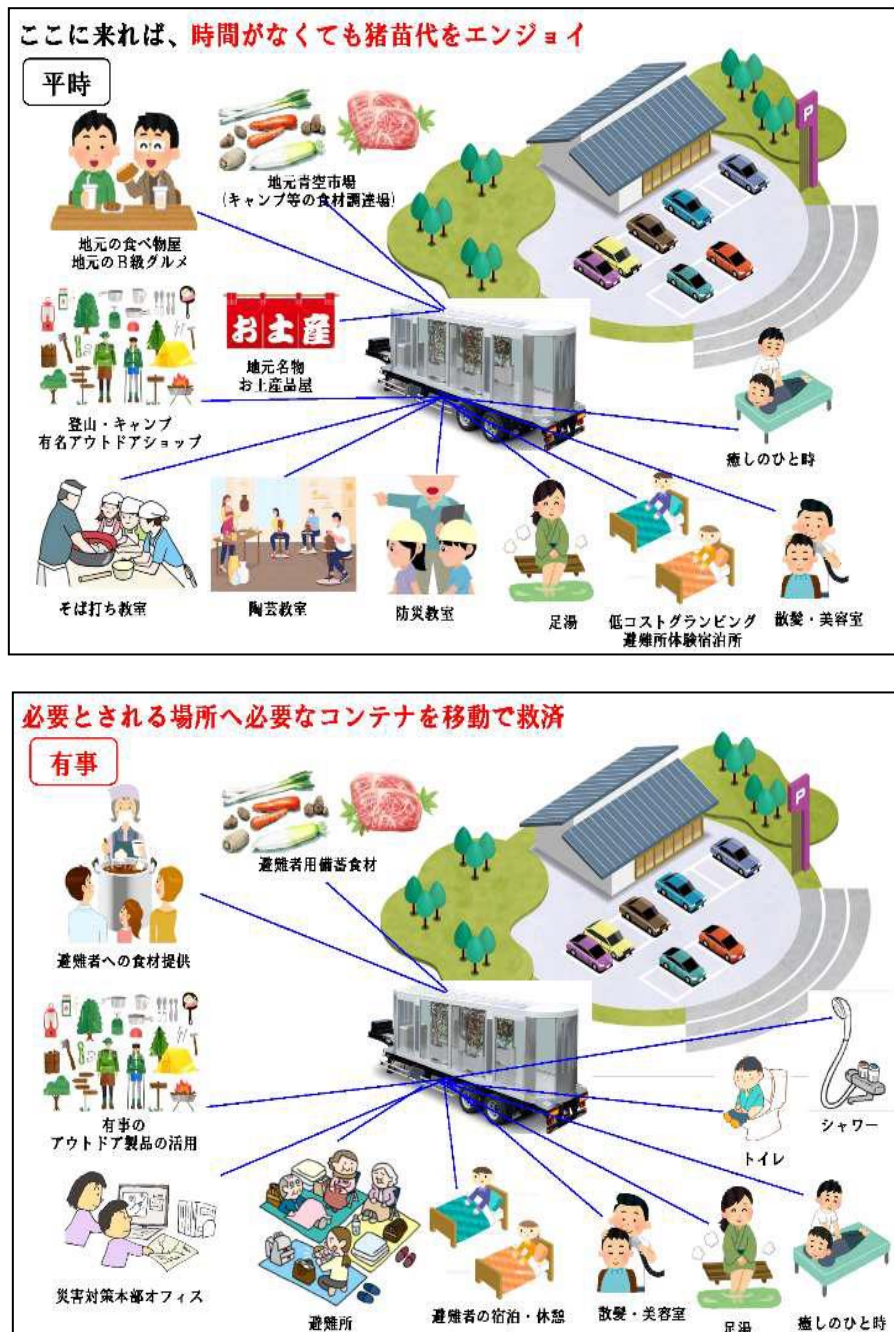 ここに来れば、時間がなくても猪苗代をエンジョイ
平時
地元青空市場
(キャンプ等の食材調達場)
P
地元の食べ物屋
地元のB級グルメ
お土産
地元名物
お土産品屋
登山・キャンプ
有名アウトドアショップ
癒しのひと時
そば打ち教室
陶芸教室
防災教室
足湯
低コストグランピング
避難所体験宿泊所
散髪・美容室
必要とされる場所へ必要なコンテナを移動で救済
有事
避難者用備蓄食材
P
避難者への食材提供
有事の
アウトドア製品の活用
トイレ
シャワー
災害対策本部オフィス
避難所
避難者の宿泊・休憩
散髪・美容室
足湯
癒しのひと時